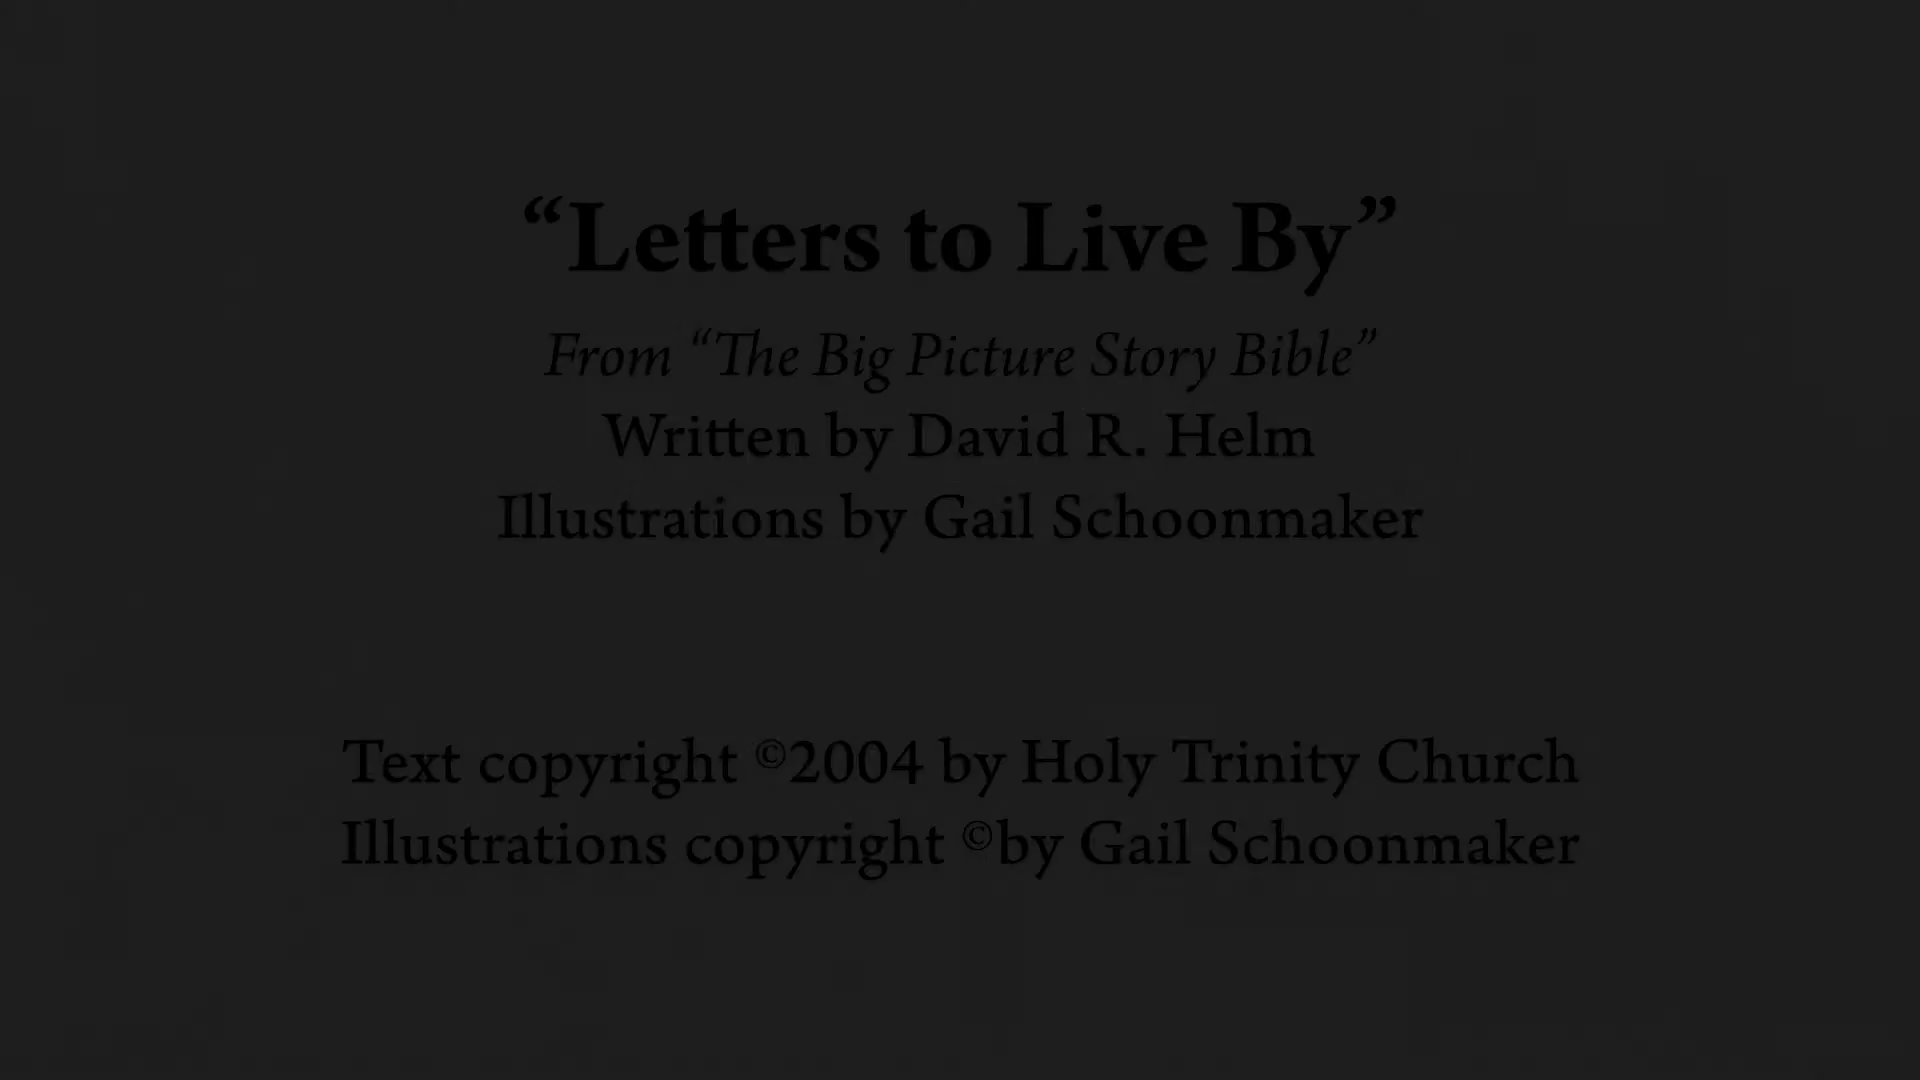 “Letters to Live By”
From “The Big Picture Story Bible”
Written by David R. Helm
Illustrations by Gail Schoonmaker
Text copyright ©2004 by Holy Trinity Church
Illustrations copyright ©by Gail Schoonmaker